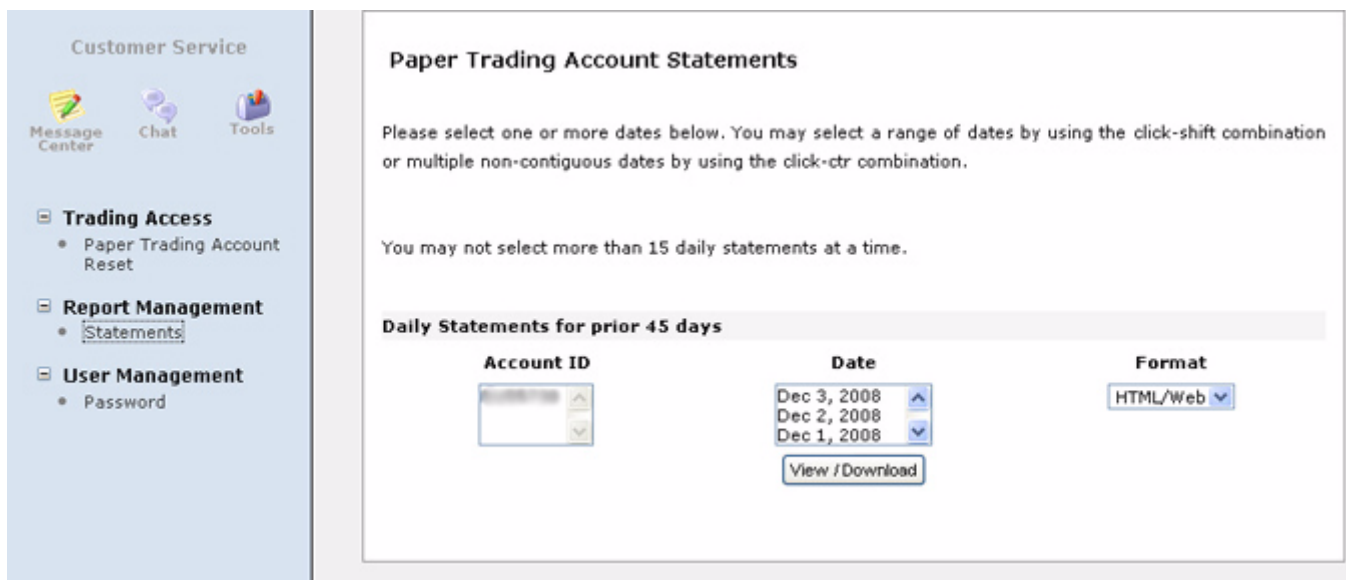 Customer Service
Message
Center
Chat
Tools
Trading Access
Paper Trading Account
Reset
Report Management
Statements
User Management
Password
Paper Trading Account Statements
Please select one or more dates below. You may select a range of dates by using the click-shift combination
or multiple non-contiguous dates by using the click-ctr combination.
You may not select more than 15 daily statements at a time.
Daily Statements for prior 45 days
Account ID
Date
Format
Dec 3, 2008
Dec 2, 2008
Dec 1, 2008
HTML/Web
View / Download